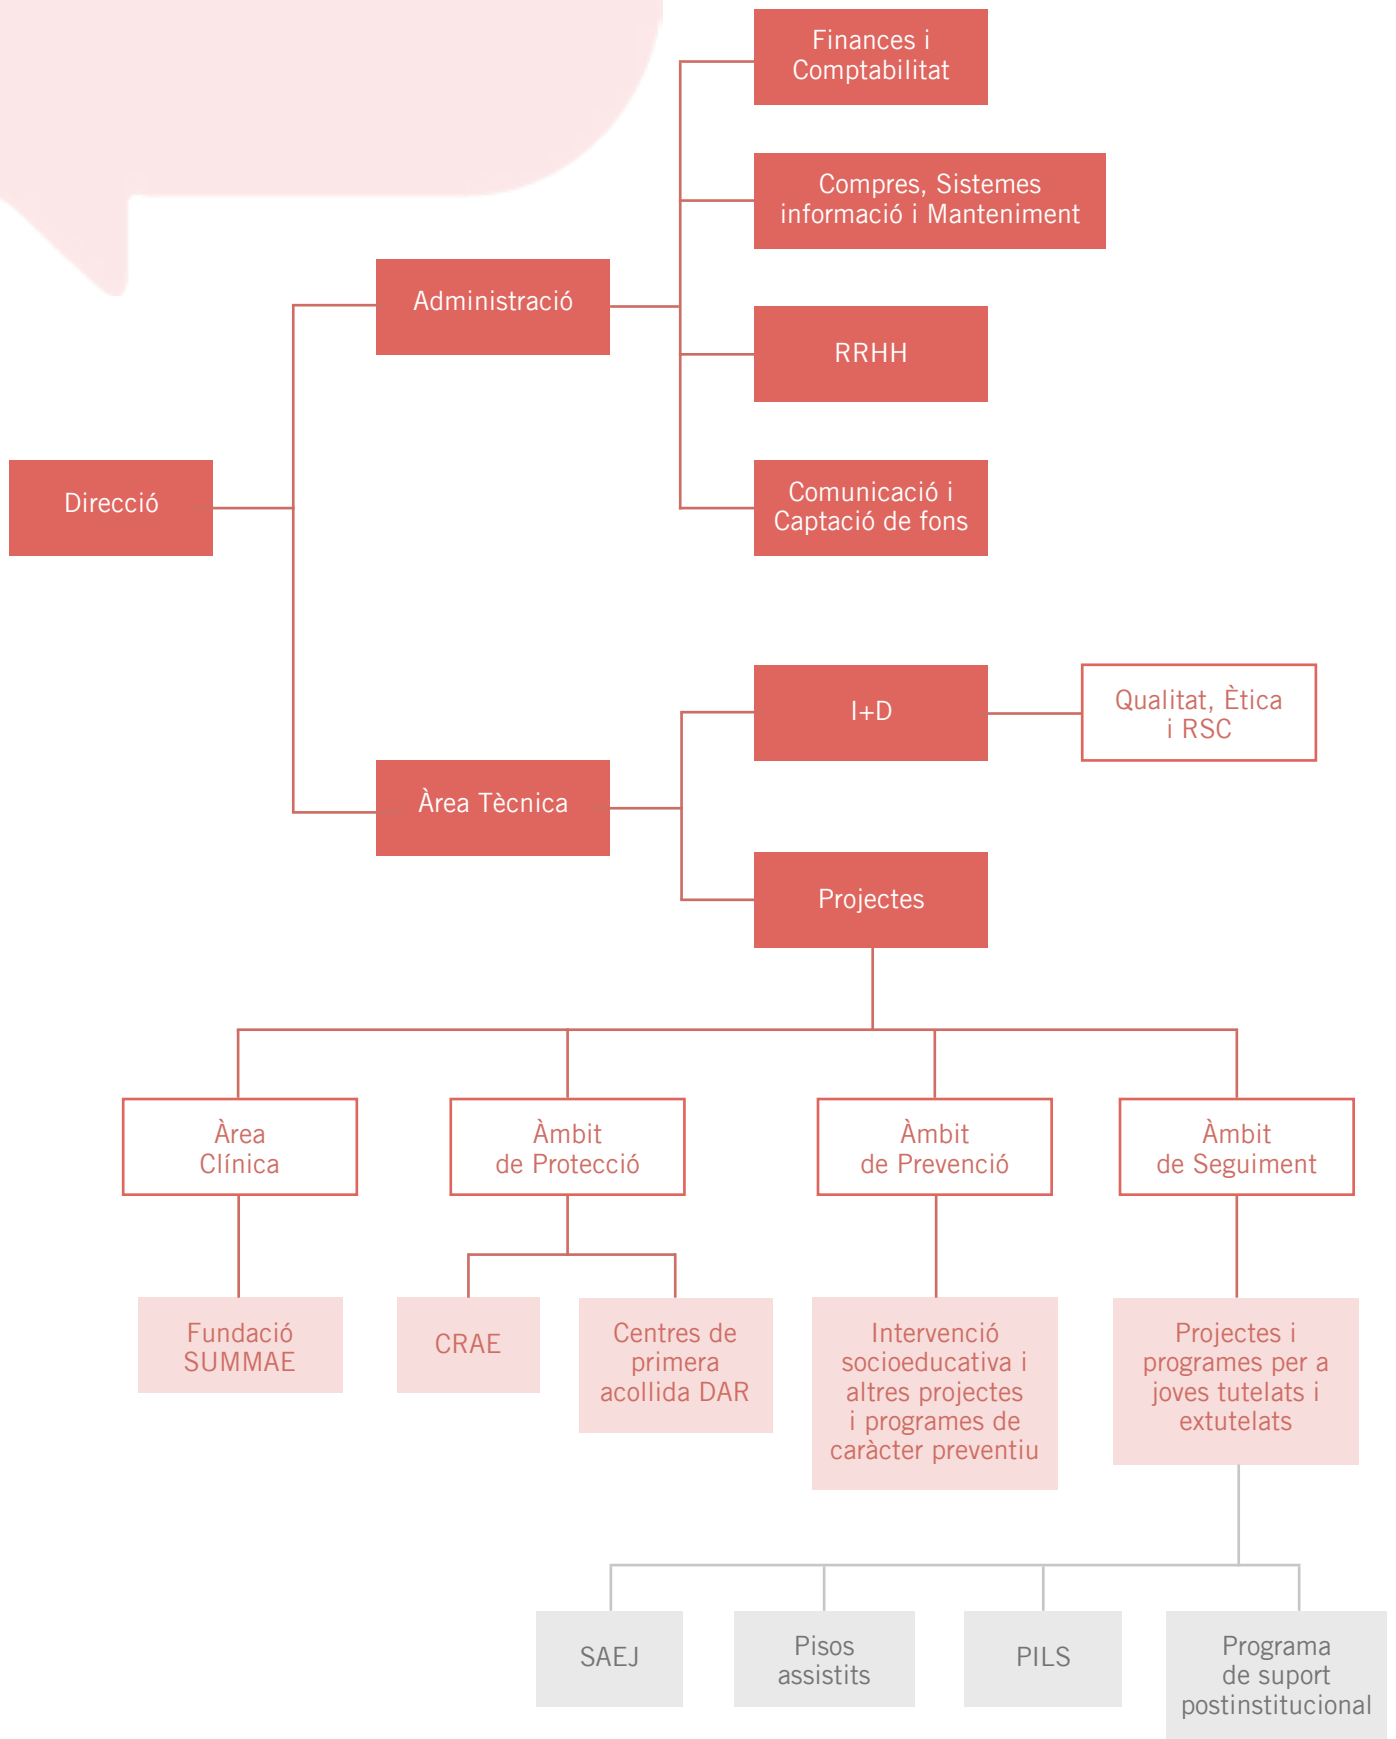 Finances i
Comptabilitat
Compres, Sistemes
informació i Manteniment
Administració
RRHH
Direcció
Comunicació i
Captació de fons
I+D
Qualitat, Ètica
i RSC
Àrea Tècnica
Projectes
Àrea
Clínica
Àmbit
de Protecció
Àmbit
de Prevenció
Àmbit
de Seguiment
Fundació
SUMMAE
CRAE
Centres de
primera
acollida DAR
Intervenció
socioeducativa i
altres projectes
i programes de
caràcter preventiu
Projectes i
programes per a
joves tutelats i
extutelats
SAEJ
Pisos
assistits
PILS
Programa
de suport
postinstitucional